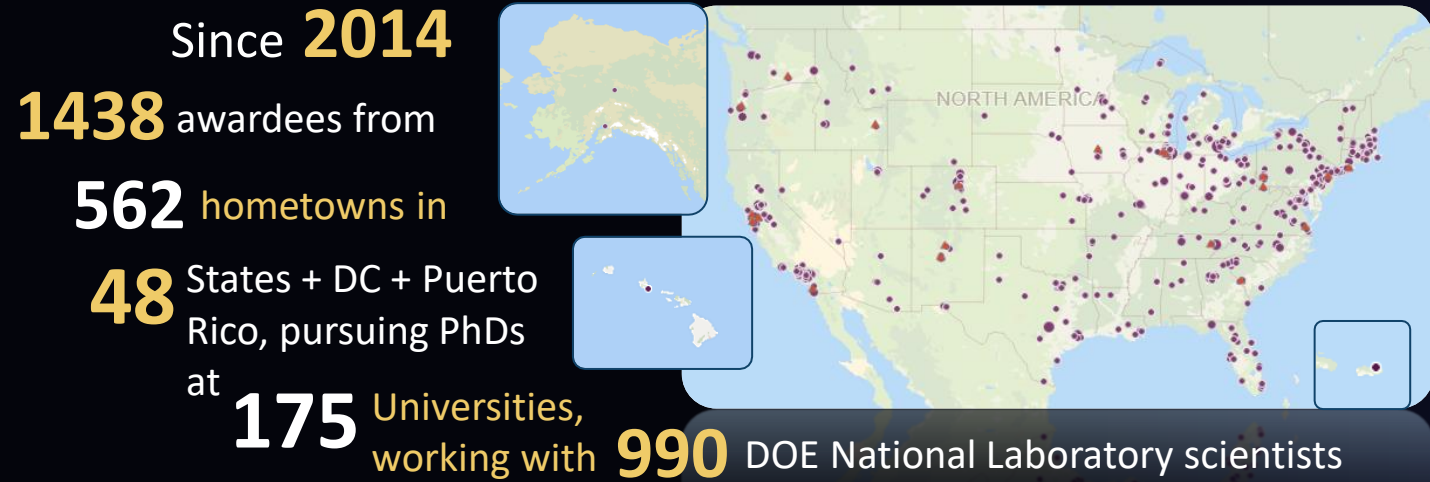 Since 2014
1438 awardees from
562 hometowns in
48 States + DC + Puerto
Rico, pursuing PhDs
at
175 Universities,
working with 990 DOE National Laboratory scientists
NORTH AMERICA